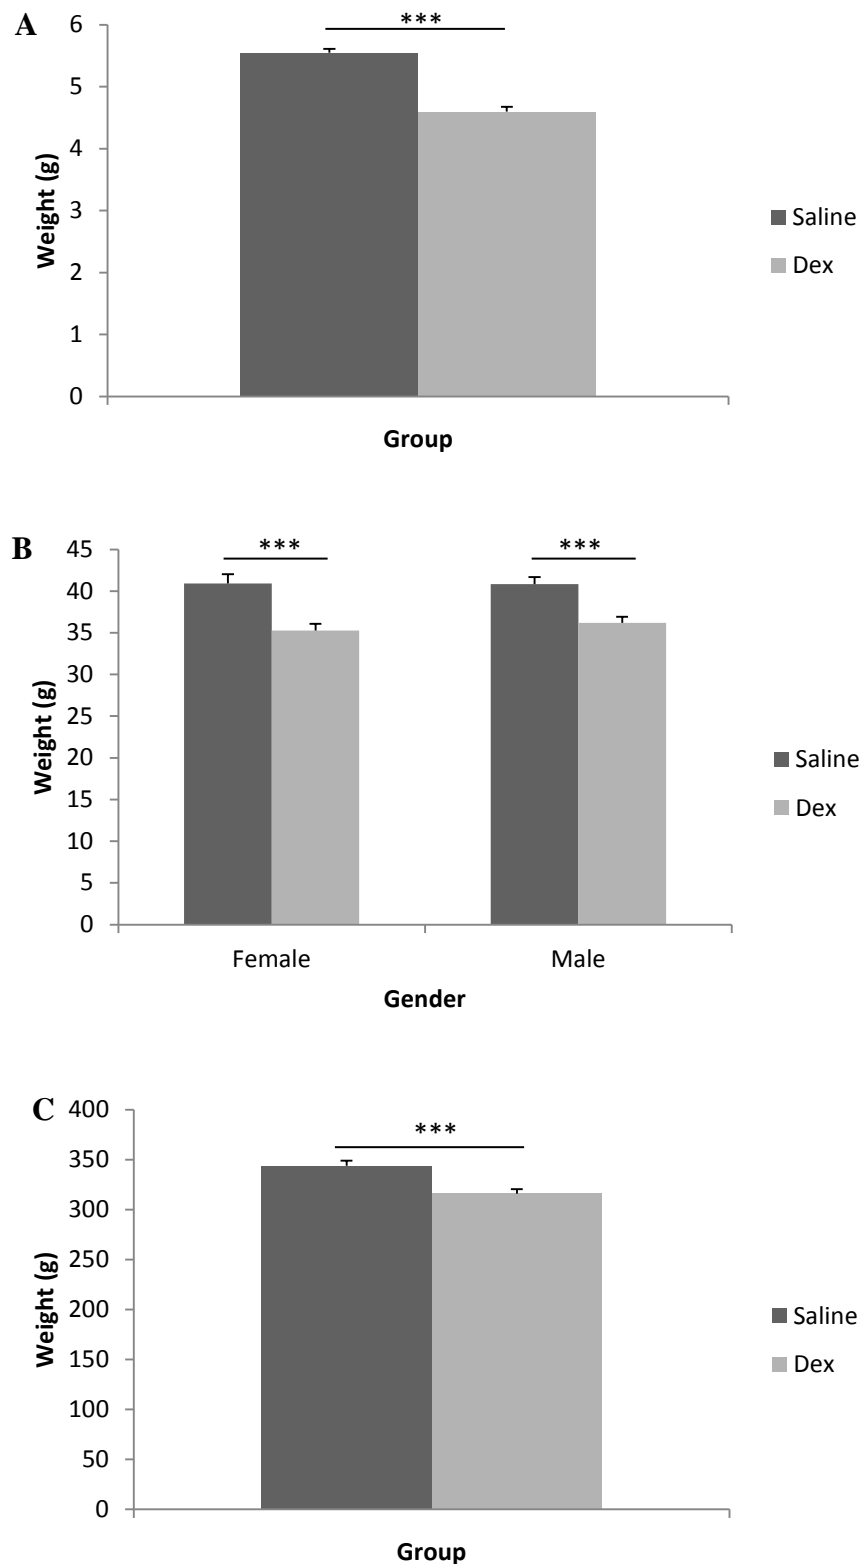 A
***
6
5
4
3
2
1
0
Weight (g)
Group
Saline
Dex
B
***
***
45
40
35
30
25
20
15
10
5
0
Weight (g)
Female
Male
Gender
Saline
Dex
C
***
400
350
300
250
200
150
100
50
0
Weight (g)
Group
Saline
Dex